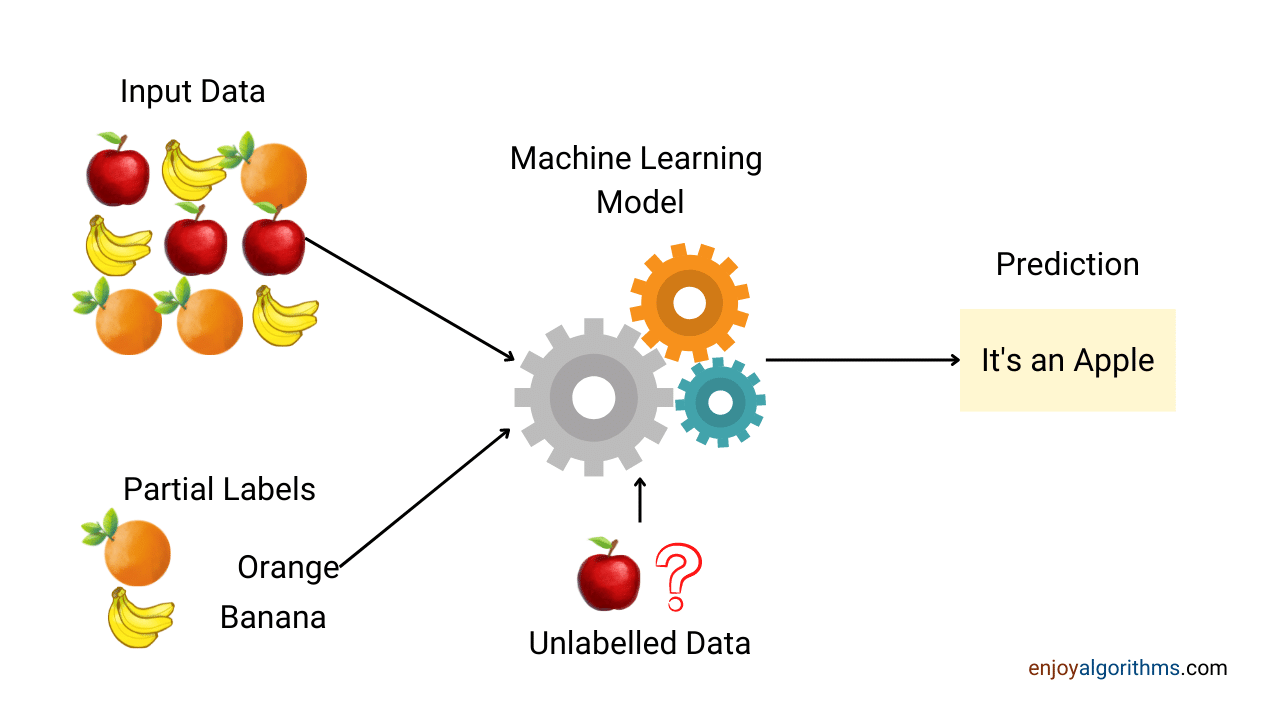 Input Data
Machine Learning
Model
Prediction
It's an Apple
Partial Labels
Orange
Banana
?
Unlabelled Data
enjoyalgorithms.com